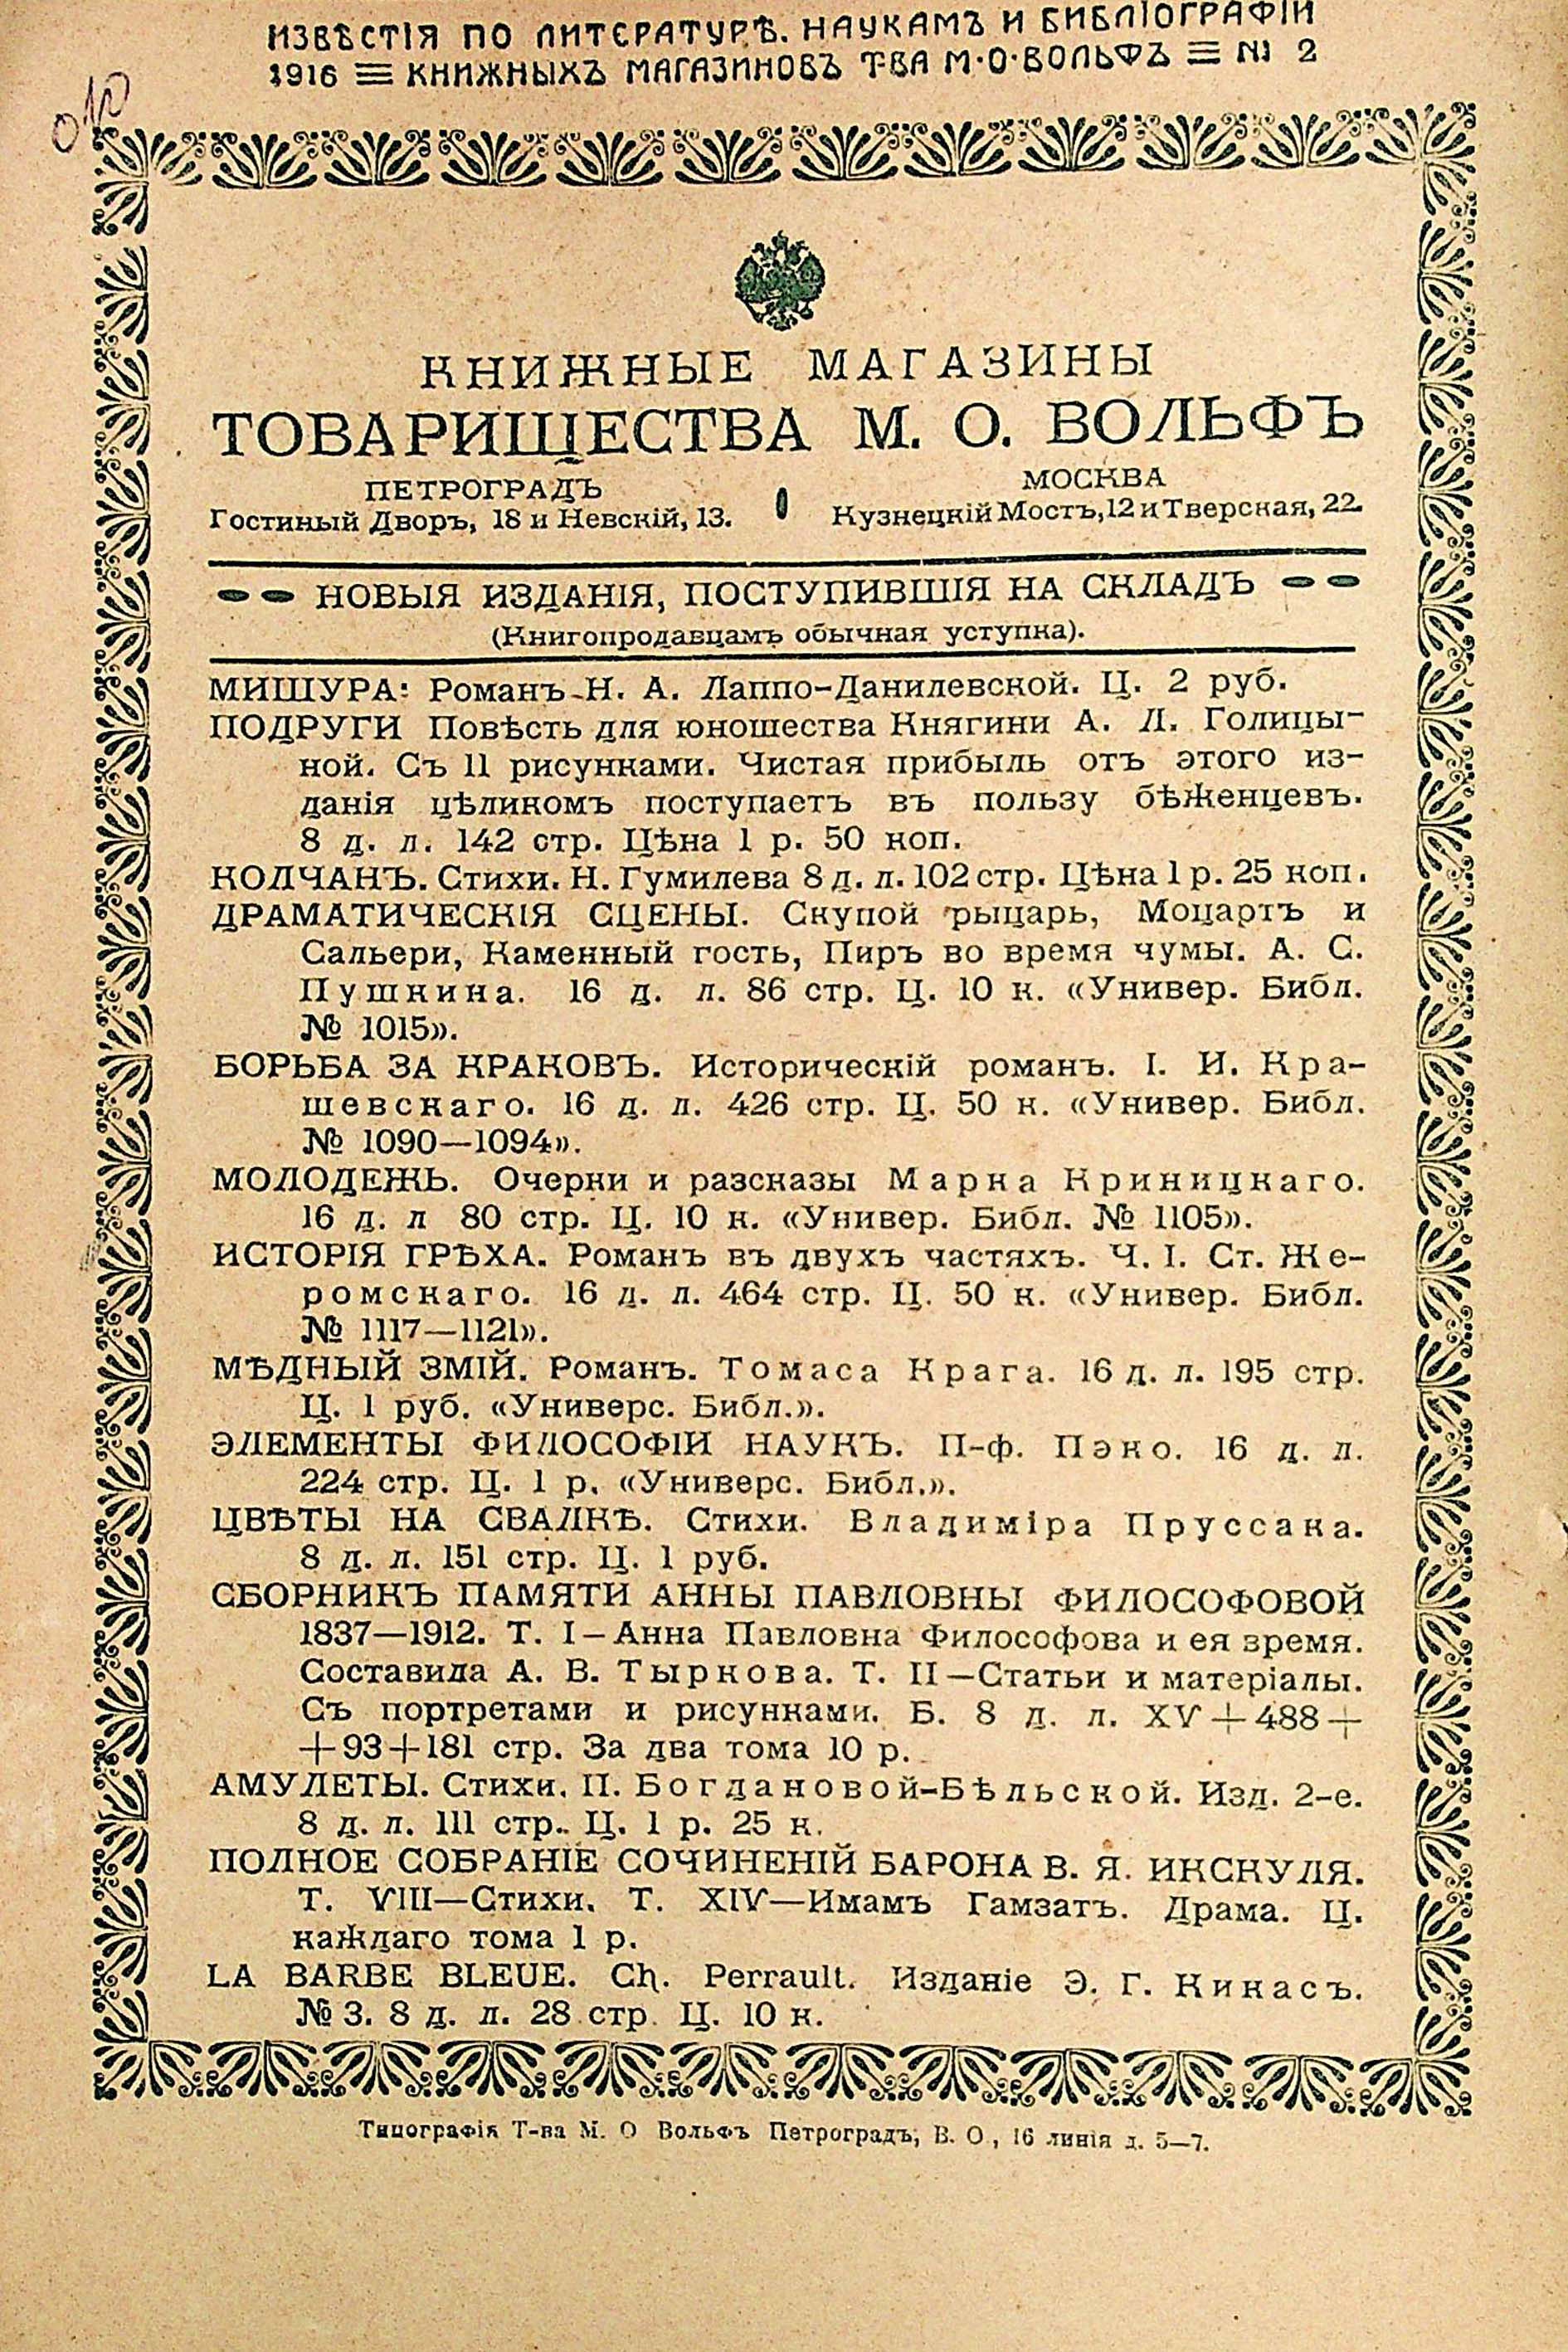 ИЗВѢСТІЯ ПО ЛИТЕРАТУРѢ. НАУКАМЪ И БИБЛІОГРАФІИ
1916 ≡ КНИЖНЫХЪ МАГАЗИНОВЪ Т-ВА М·О·ВОЛЬФЪ ≡ № 2
КНИЖНЫЕ МАГАЗИНЫ
ТОВАРИЩЕСТВА М. О. ВОЛЬФЪ
ПЕТРОГРАДЪ
Гостиный Дворъ, 18 и Невскій, 13.
МОСКВА
Кузнецкій Мостъ, 12 и Тверская, 22.
НОВЫЯ ИЗДАНІЯ, ПОСТУПИВШІЯ НА СКЛАДЪ
(Книгопродавцамъ обычная уступка).
МИШУРА: Романъ Н. А. Лаппо-Данилевской. Ц. 2 руб.
ПОДРУГИ Повѣсть для юношества Княгини А. Л. Голицы-
ной. Съ 11 рисунками. Чистая прибыль отъ этого из-
данія цѣликомъ поступаетъ въ пользу бѣженцевъ.
8 д. л. 142 стр. Цѣна 1 р. 50 коп.
КОЛЧАНЪ. Стихи. Н. Гумилева 8 д. л. 102 стр. Цѣна 1 р. 25 коп.
ДРАМАТИЧЕСКІЯ СЦЕНЫ. Скупой рыцарь, Моцартъ и
Сальери, Каменный гость, Пиръ во время чумы. А. С.
Пушкина. 16 д. л. 86 стр. Ц. 10 к. «Универ. Библ.
№ 1015».
БОРЬБА ЗА КРАКОВЪ. Историческій романъ. І. И. Кра-
шевскаго. 16 д. л. 426 стр. Ц. 50 к. «Универ. Библ.
№ 1090—1094».
МОЛОДЕЖЬ. Очерки и разсказы Марка Криницкаго.
16 д. л 80 стр. Ц. 10 к. «Универ. Библ. № 1105».
ИСТОРІЯ ГРѢХА. Романъ въ двухъ частяхъ. Ч. I. Ст. Же-
ромскаго. 16 д. л. 464 стр. Ц. 50 к. «Универ. Библ.
№ 1117—1121».
МѢДНЫЙ ЗМІЙ. Романъ. Томаса Крага. 16 д. л. 195 стр.
Ц. 1 руб. «Универс. Библ.».
ЭЛЕМЕНТЫ ФИЛОСОФІИ НАУКЪ. П-ф. Пэко. 16 д. л.
224 стр. Ц. 1 р. «Универс. Библ.».
ЦВѢТЫ НА СВАЛКѢ. Стихи. Владиміра Пруссака.
8 д. л. 151 стр. Ц. 1 руб.
СБОРНИКЪ ПАМЯТИ АННЫ ПАВЛОВНЫ ФИЛОСОФОВОЙ
1837—1912. Т. I—Анна Павловна Философова и ея время.
Составила А. В. Тыркова. Т. II—Статьи и матеріалы.
Съ портретами и рисунками. Б. 8 д. л. XV+488+
+93+181 стр. За два тома 10 р.
АМУЛЕТЫ. Стихи. П. Богдановой-Бѣльской. Изд. 2-е.
8 д. л. 111 стр. Ц. 1 р. 25 к.
ПОЛНОЕ СОБРАНІЕ СОЧИНЕНІЙ БАРОНА В. Я. ИКСКУЛЯ.
Т. VIII—Стихи. Т. XIV—Имамъ Гамзатъ. Драма. Ц.
каждаго тома 1 р.
LA BARBE BLEUE. Ch. Perrault. Изданіе Э. Г. Кинасъ.
№ 3. 8 д. л. 28 стр. Ц. 10 к.
Типографія Т-ва М. О Вольфъ Петроградъ, В. О, 16 линія д. 5—7.